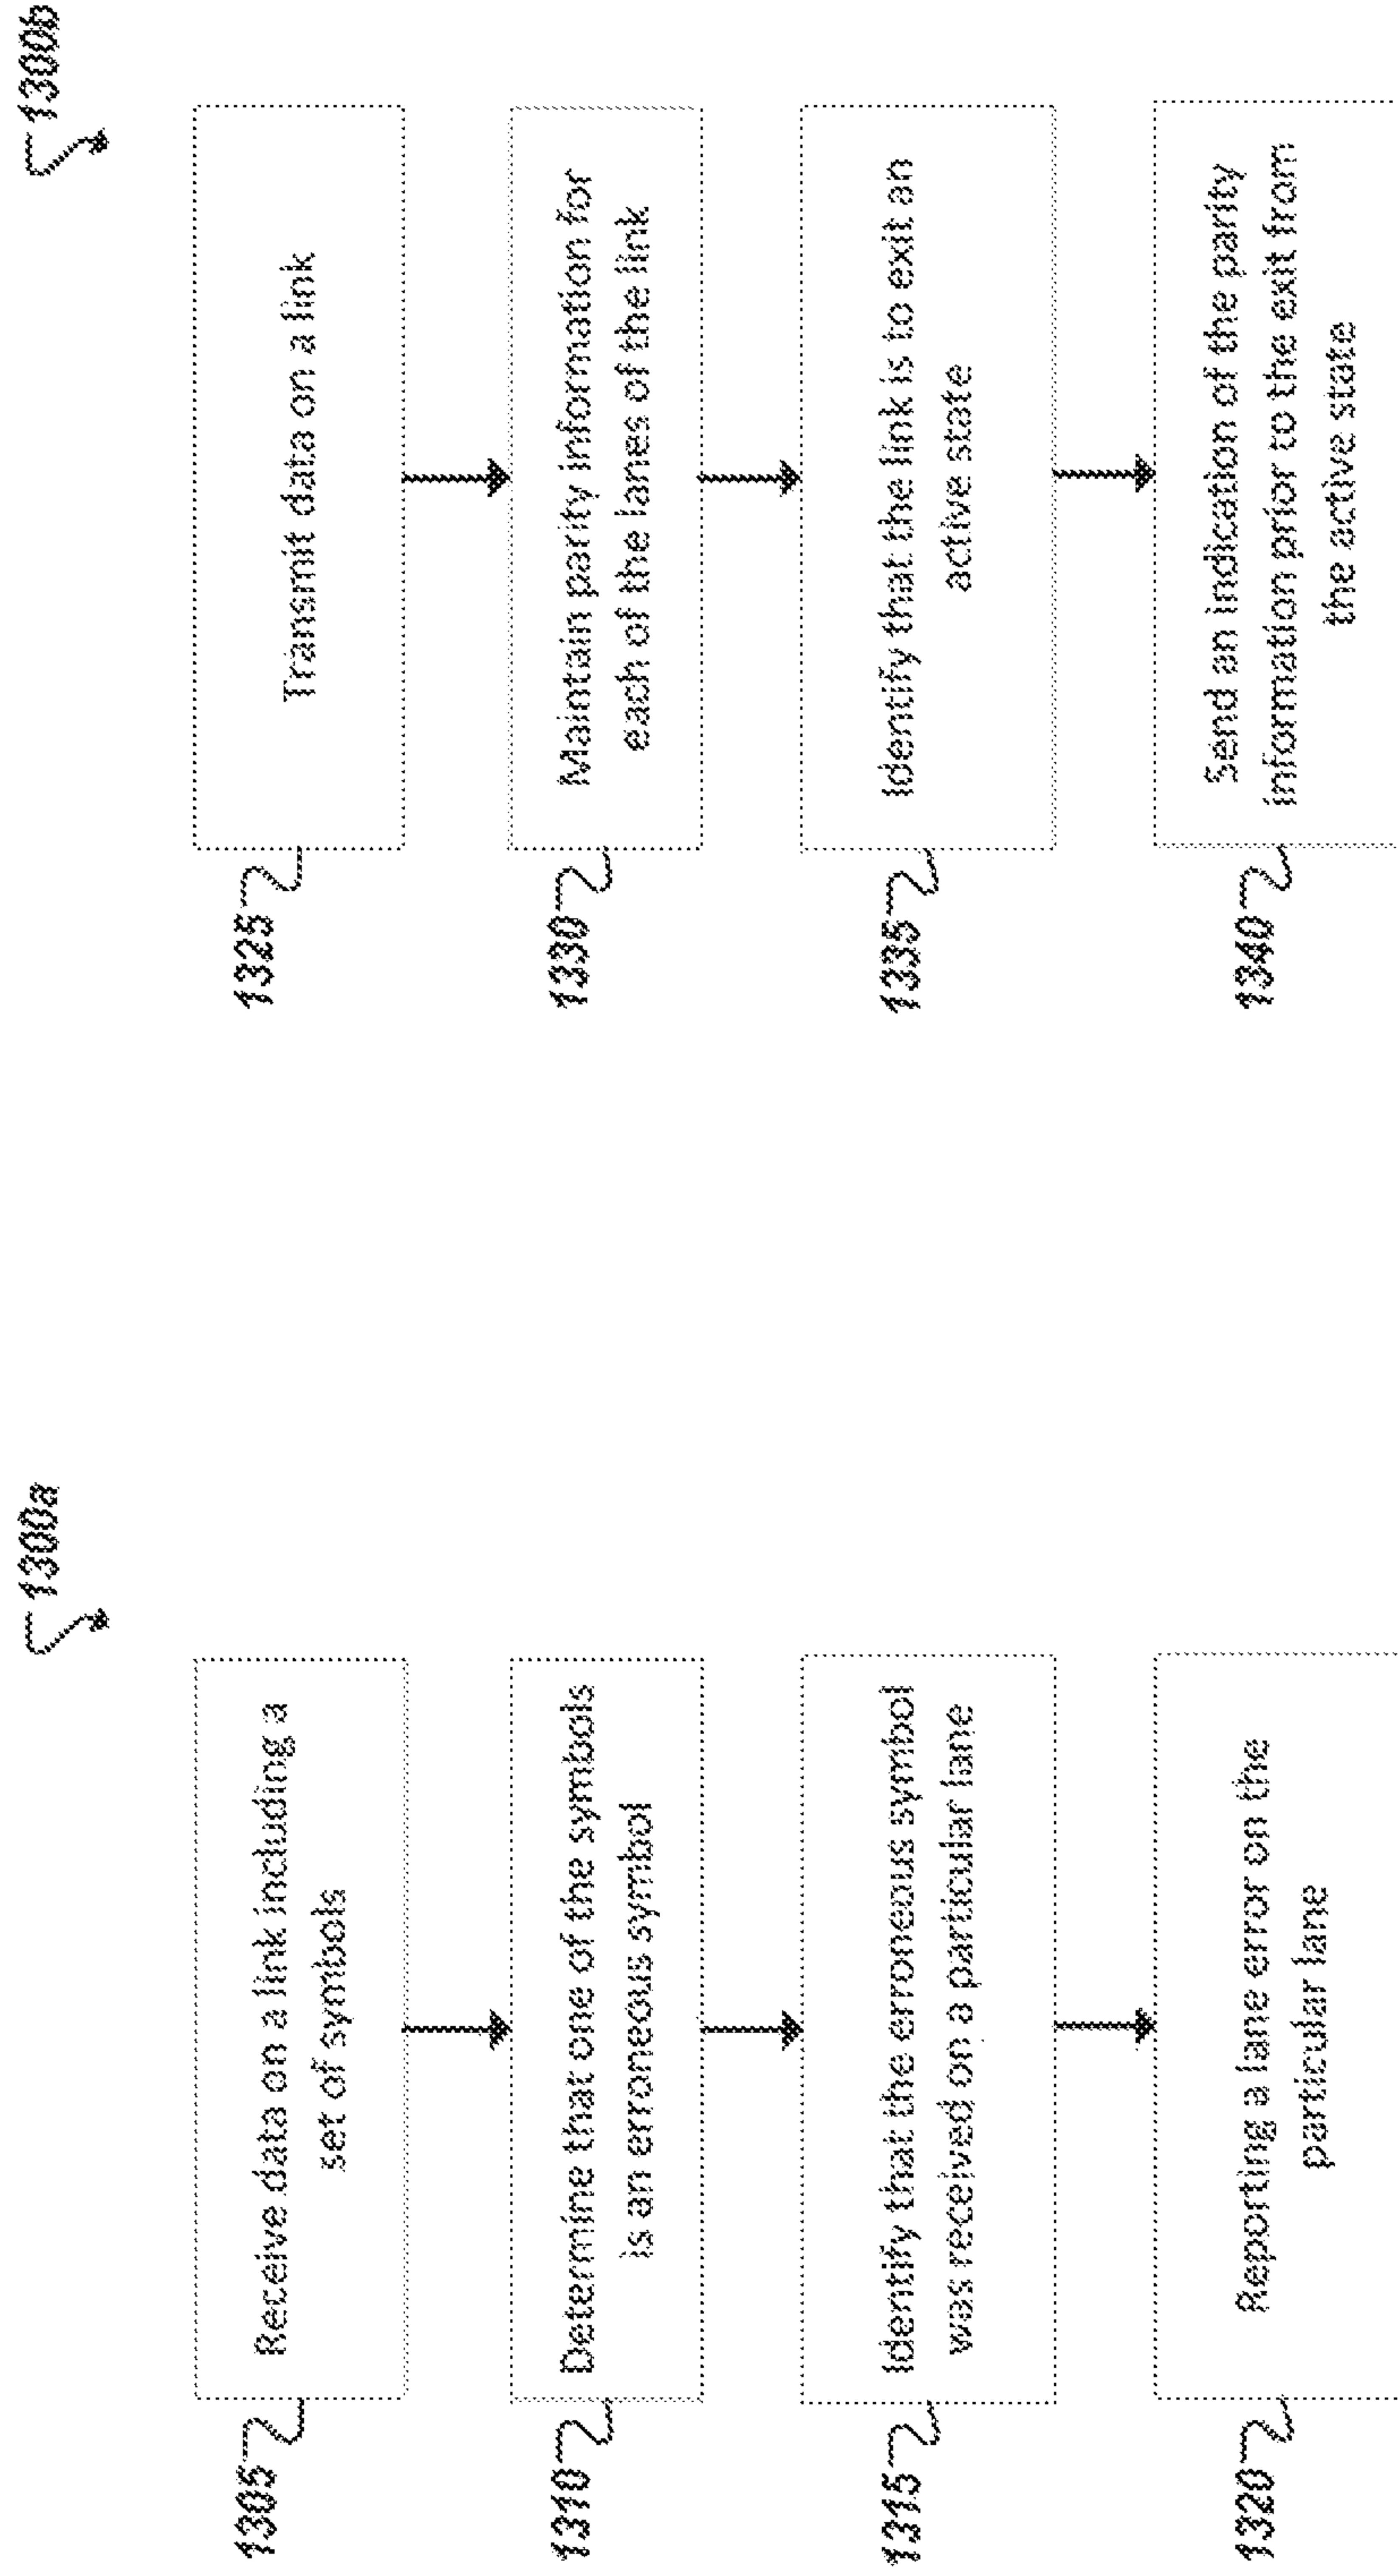 1300a
1305
Receive data on a link including a
set of symbols
1310
Determine that one of the symbols
is an erroneous symbol
1315
Identify that the erroneous symbol
was received on a particular lane
1320
Reporting a lane error on the
particular lane
1300b
1325
Transmit data on a link
1330
Maintain parity information for
each of the lanes of the link
1335
Identify that the link is to exit an
active state
1340
Send an indication of the parity
information prior to the exit from
the active state